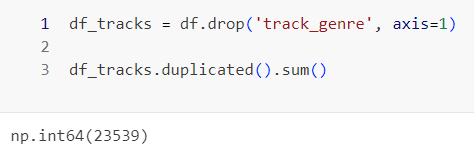 1 df_tracks = df.drop('track_genre', axis=1)
2
3 df_tracks.duplicated().sum()
np.int64(23539)